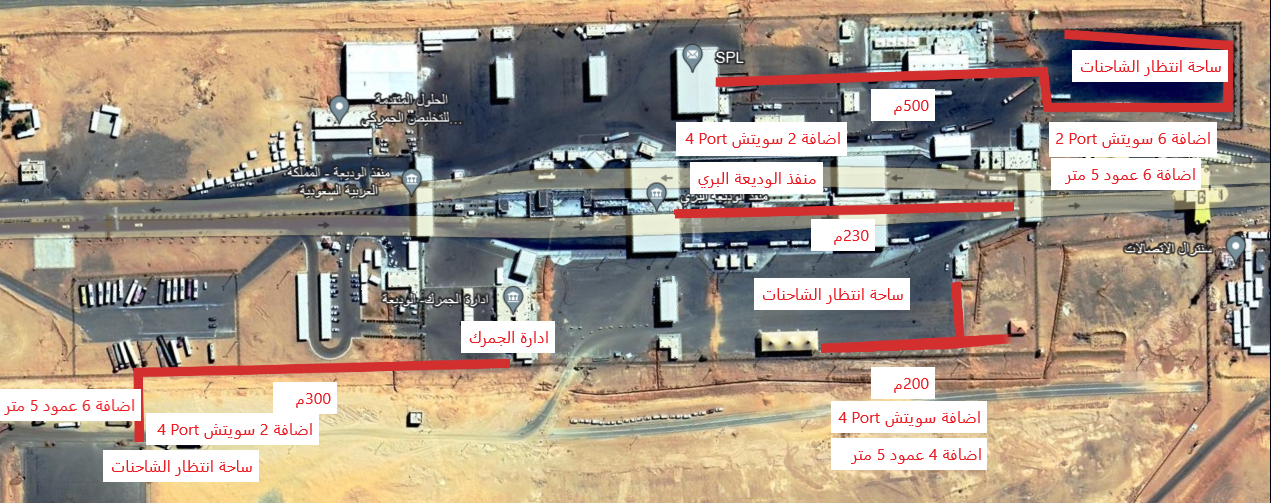 SPL
ساحة انتظار الشاحنات
الحلول المتقدمة
للتخليص الجمركي...
500م
اضافة 2 سويتش 4 Port
اضافة 6 سويتش 2 Port
اضافة 6 عمود 5 متر
منفذ الوديعة - المملكة
العربية السعودية
منفذ الوديعة البري
منفذ الوديعة البري
230م
سنترال الاتصالات
ادارة الجمرك- الوديعة
ساحة انتظار الشاحنات
ادارة الجمرك
200م
300م
اضافة 6 عمود 5 متر
اضافة 2 سويتش 4 Port
اضافة سويتش 4 Port
اضافة 4 عمود 5 متر
ساحة انتظار الشاحنات